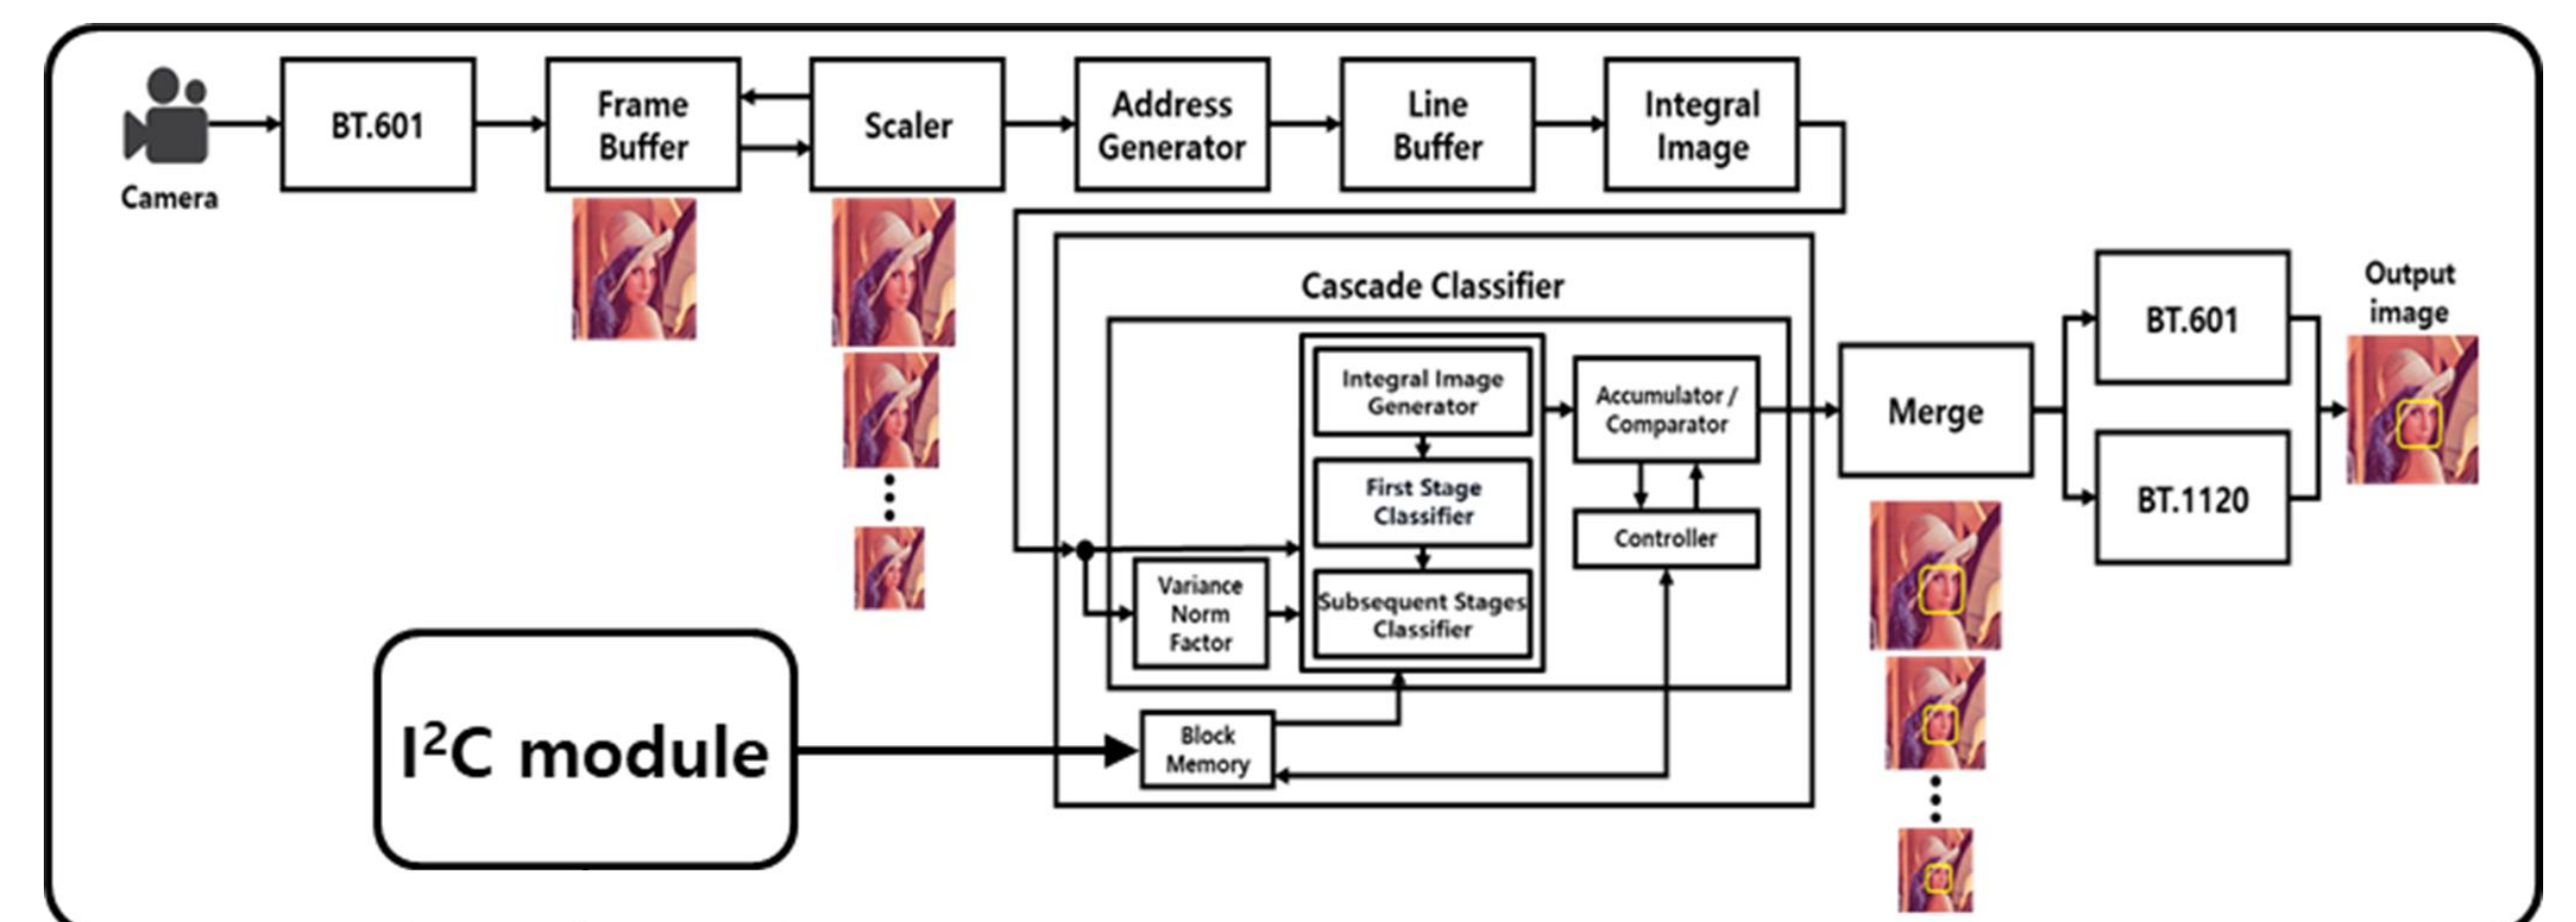 Camera
BT.601
Frame
Buffer
Scaler
Address
Generator
Line
Buffer
Integral
Image
Cascade Classifier
Integral Image
Generator
First Stage
Classifier
Subsequent Stages
Classifier
Variance
Norm
Factor
Accumulator /
Comparator
Controller
Block
Memory
I²C module
Merge
BT.601
BT.1120
Output
image